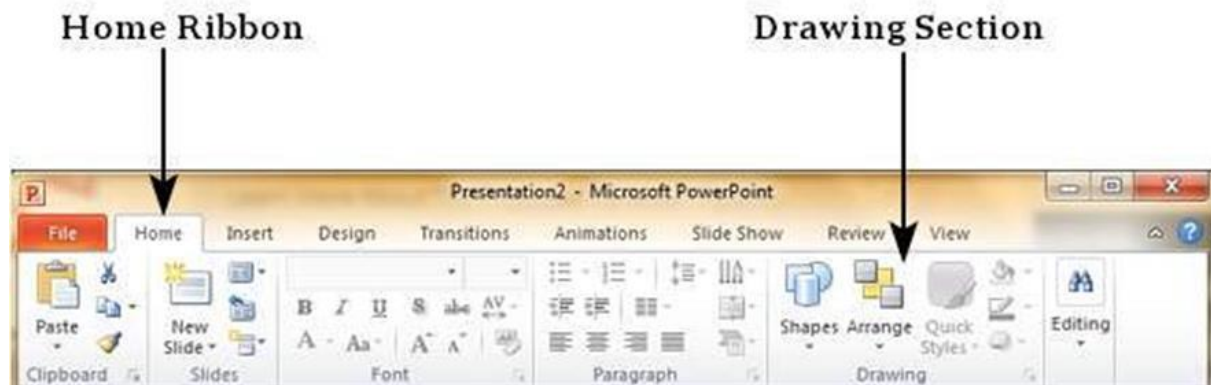 Home Ribbon
Drawing Section
Presentation2 - Microsoft PowerPoint
File Home Insert Design Transitions Animations Slide Show Review View
Paste
New Slide
B I U S abc AV
A Aa A A
Shapes Arrange Quick Styles
Editing
Clipboard Slides Font Paragraph Drawing